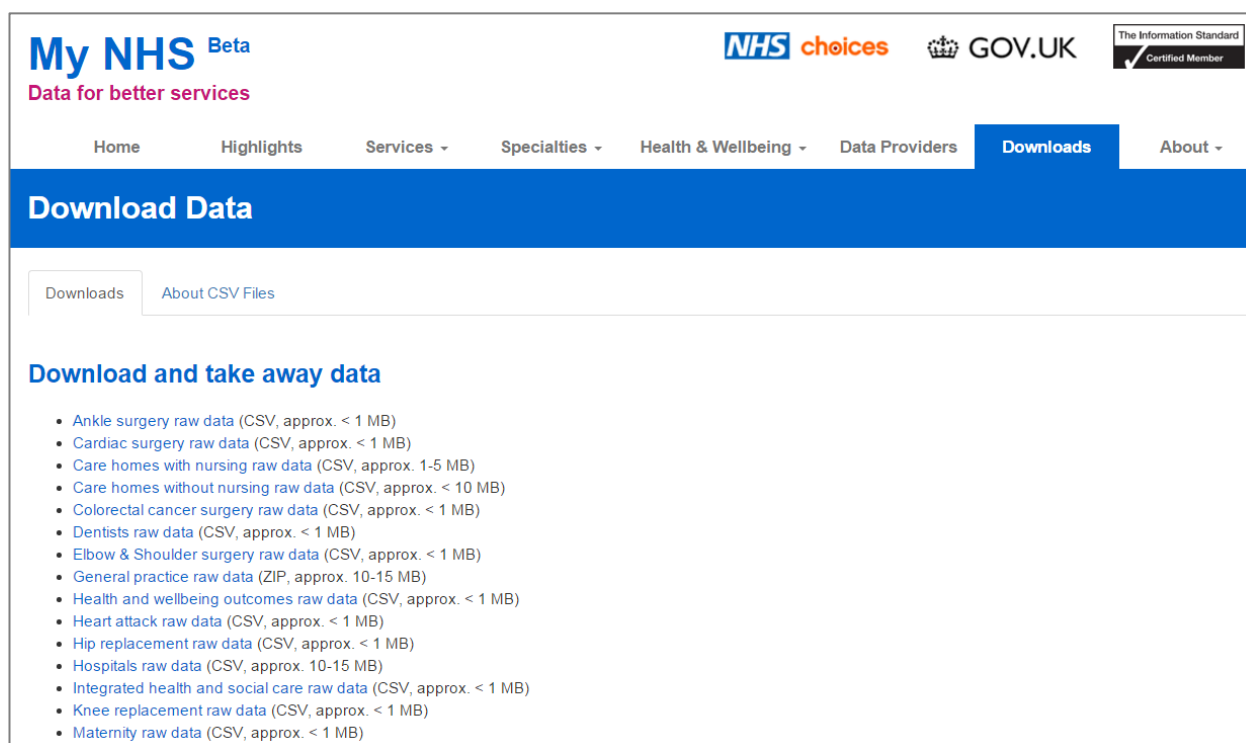 My NHS Beta
Data for better services
NHS choices
GOV.UK
The Information Standard
Certified Member
Home Highlights Services Specialties Health & Wellbeing Data Providers Downloads About
Download Data
Downloads About CSV Files
Download and take away data
Ankle surgery raw data (CSV, approx. < 1 MB)
Cardiac surgery raw data (CSV, approx. < 1 MB)
Care homes with nursing raw data (CSV, approx. 1-5 MB)
Care homes without nursing raw data (CSV, approx. < 10 MB)
Colorectal cancer surgery raw data (CSV, approx. < 1 MB)
Dentists raw data (CSV, approx. < 1 MB)
Elbow & Shoulder surgery raw data (CSV, approx. < 1 MB)
General practice raw data (ZIP, approx. 10-15 MB)
Health and wellbeing outcomes raw data (CSV, approx. < 1 MB)
Heart attack raw data (CSV, approx. < 1 MB)
Hip replacement raw data (CSV, approx. < 1 MB)
Hospitals raw data (CSV, approx. 10-15 MB)
Integrated health and social care raw data (CSV, approx. < 1 MB)
Knee replacement raw data (CSV, approx. < 1 MB)
Maternity raw data (CSV, approx. < 1 MB)